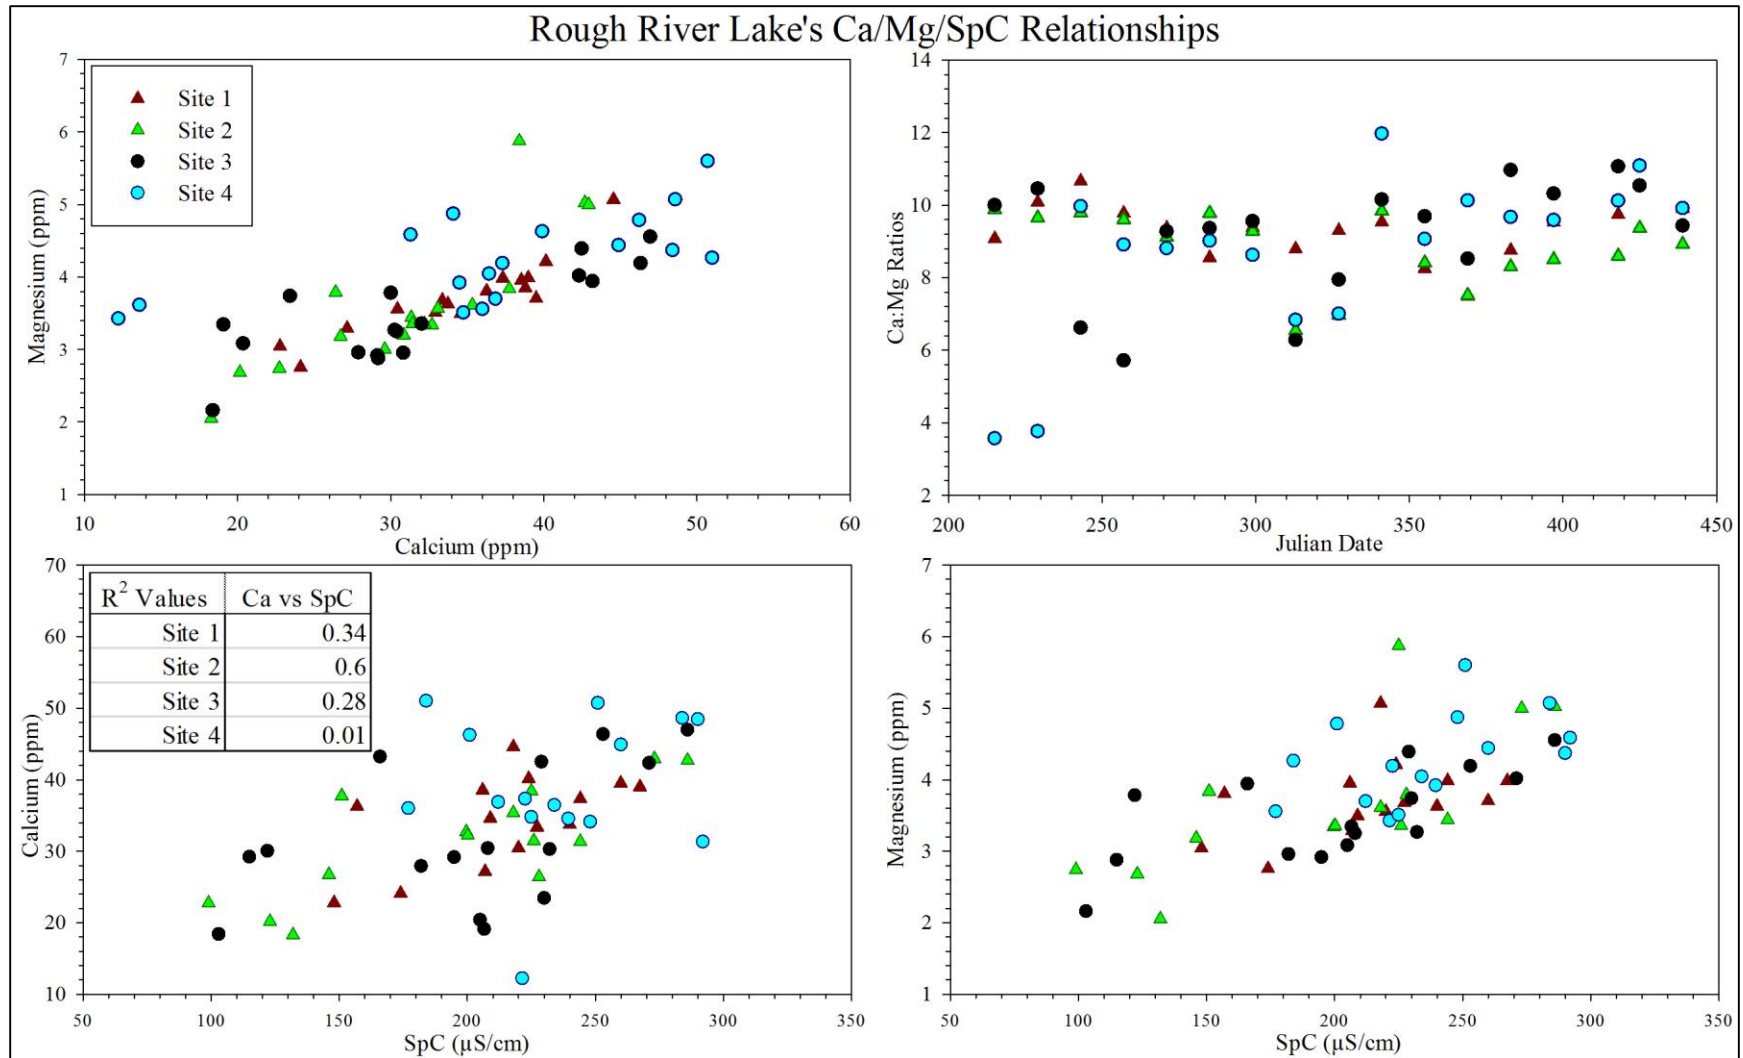 Rough River Lake's Ca/Mg/SpC Relationships
7
6
5
4
3
2
1
Magnesium (ppm)
Site 1
Site 2
Site 3
Site 4
10 20 30 40 50 60
Calcium (ppm)
14
12
10
8
6
4
2
Ca:Mg Ratios
200 250 300 350 400 450
Julian Date
70
60
50
40
30
20
10
Calcium (ppm)
R² Values Ca vs SpC
Site 1 0.34
Site 2 0.6
Site 3 0.28
Site 4 0.01
50 100 150 200 250 300 350
SpC (µS/cm)
7
6
5
4
3
2
1
Magnesium (ppm)
50 100 150 200 250 300 350
SpC (µS/cm)